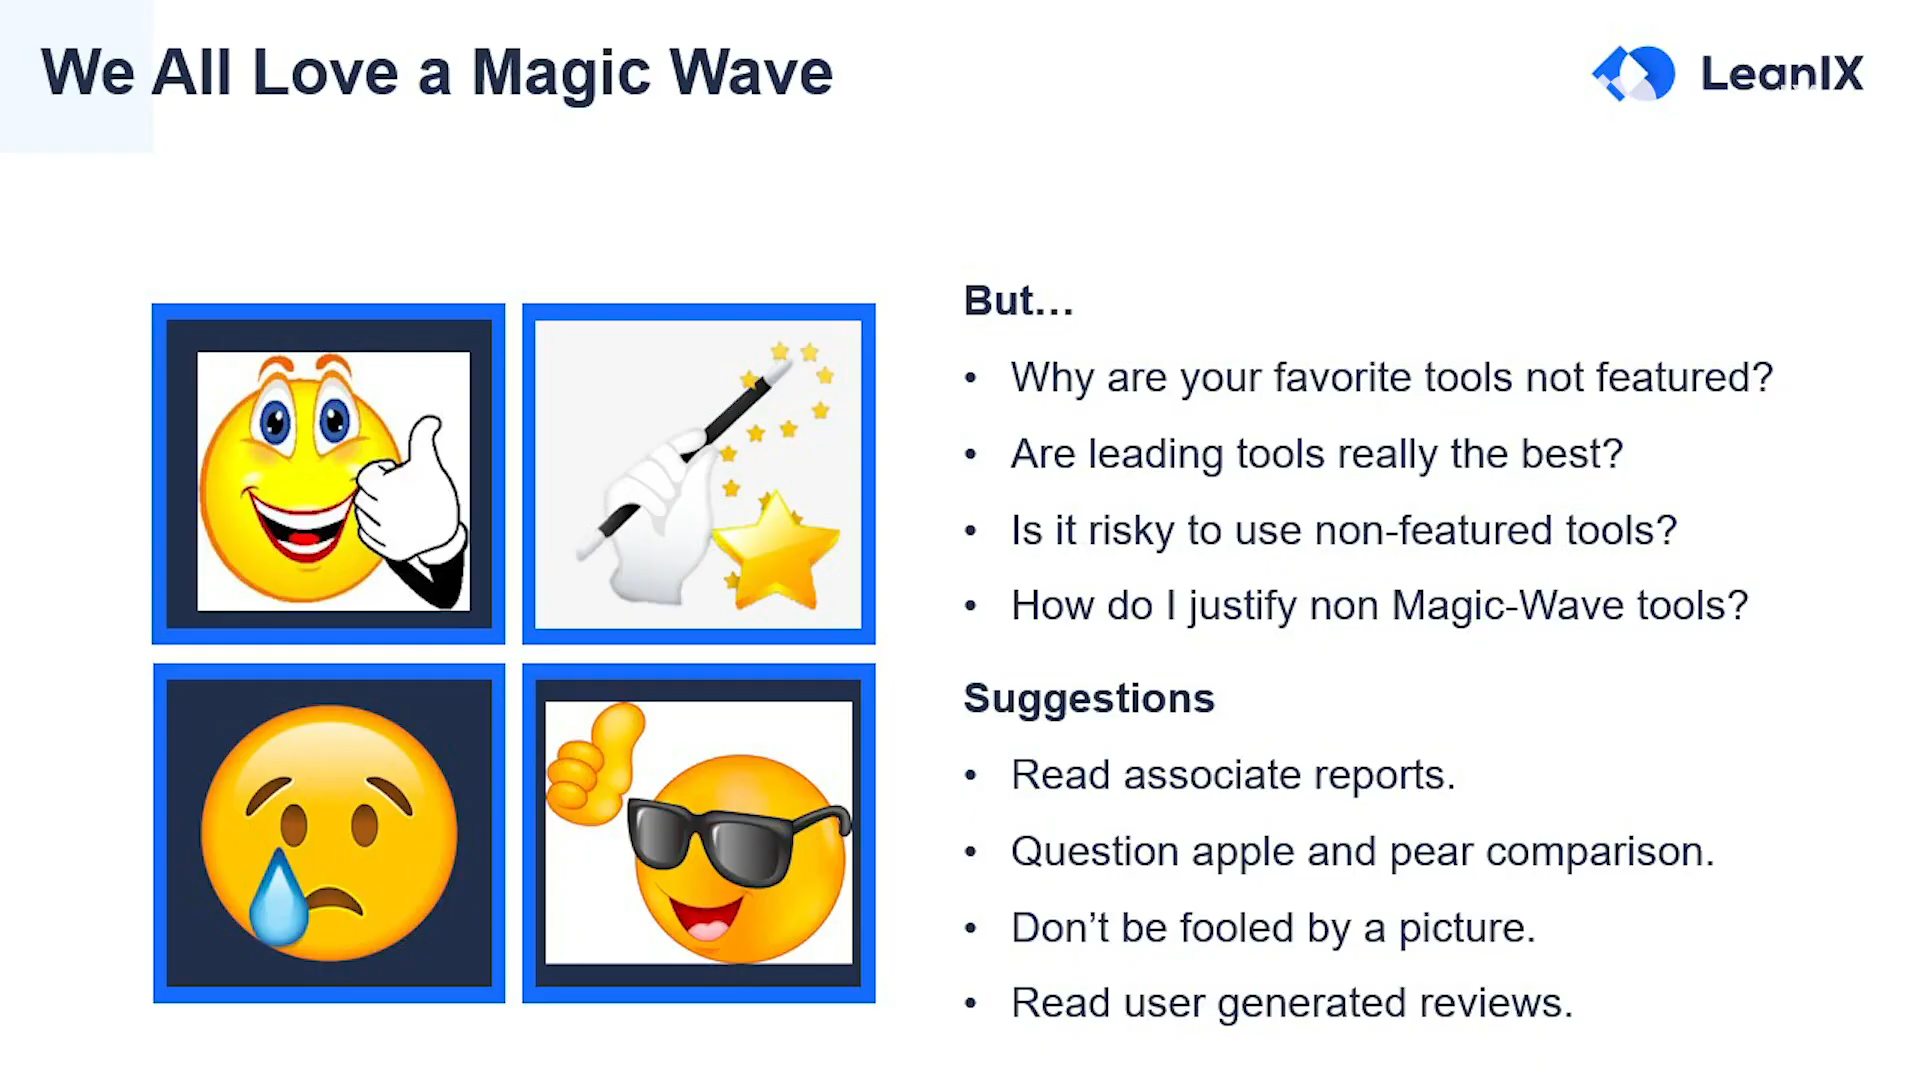 We All Love a Magic Wave
LeanIX
But…
• Why are your favorite tools not featured?
• Are leading tools really the best?
• Is it risky to use non-featured tools?
• How do I justify non Magic-Wave tools?
Suggestions
• Read associate reports.
• Question apple and pear comparison.
• Don’t be fooled by a picture.
• Read user generated reviews.